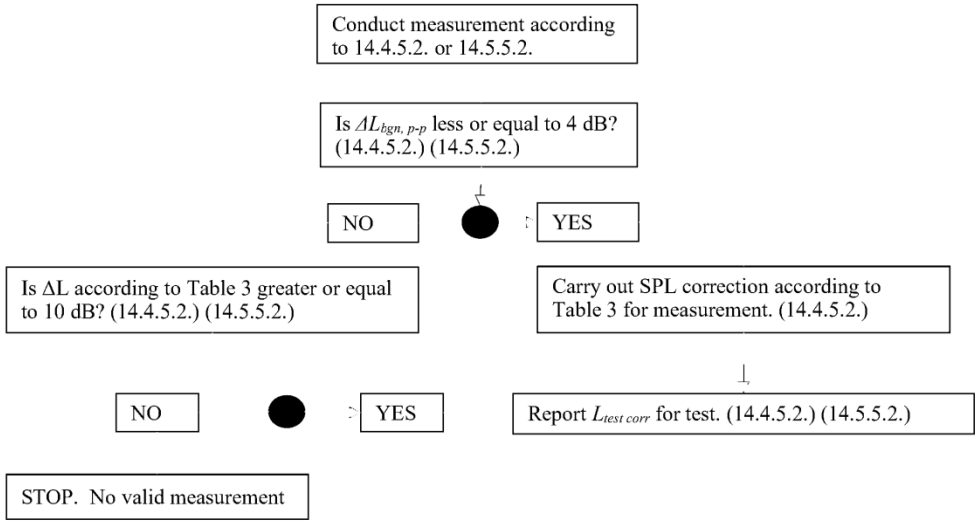 Conduct measurement according
to 14.4.5.2. or 14.5.5.2.
Is ΔLbgn, p-p less or equal to 4 dB?
(14.4.5.2.) (14.5.5.2.)
NO
YES
Is ΔL according to Table 3 greater or equal
to 10 dB? (14.4.5.2.) (14.5.5.2.)
Carry out SPL correction according to
Table 3 for measurement. (14.4.5.2.)
NO
YES
Report Ltest corr for test. (14.4.5.2.) (14.5.5.2.)
STOP.  No valid measurement